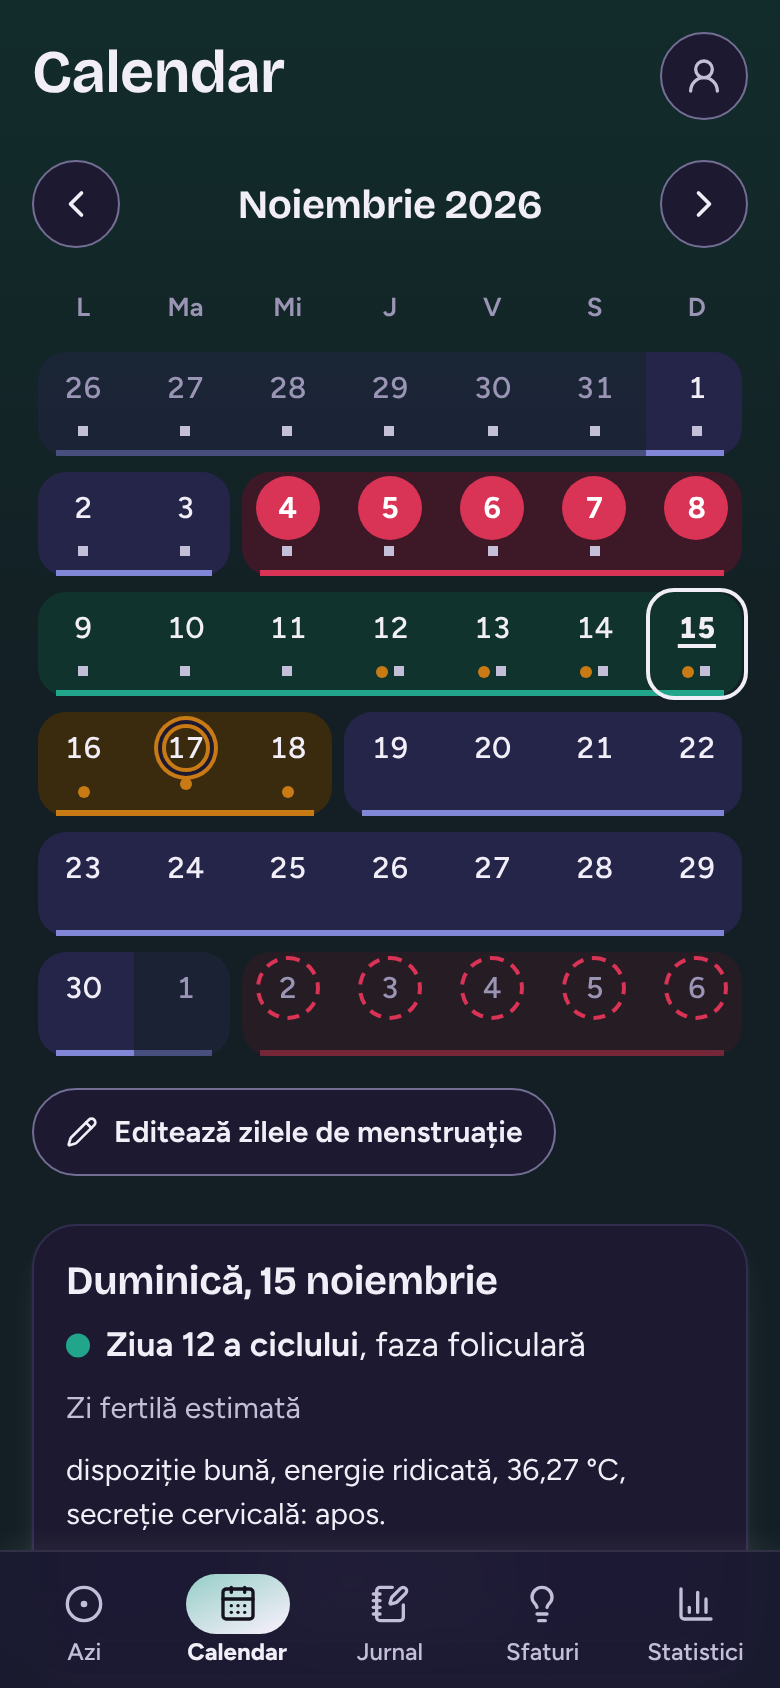 Calendar
Noiembrie 2026
L Ma Mi J V S D
26 27 28 29 30 31 1
2 3 4 5 6 7 8
9 10 11 12 13 14 15
16 17 18 19 20 21 22
23 24 25 26 27 28 29
30 1 2 3 4 5 6
Editează zilele de menstruație
Duminică, 15 noiembrie
Ziua 12 a ciclului, faza foliculară
Zi fertilă estimată
dispoziție bună, energie ridicată, 36,27 °C,
secreție cervicală: apos.
Azi Calendar Jurnal Sfaturi Statistici